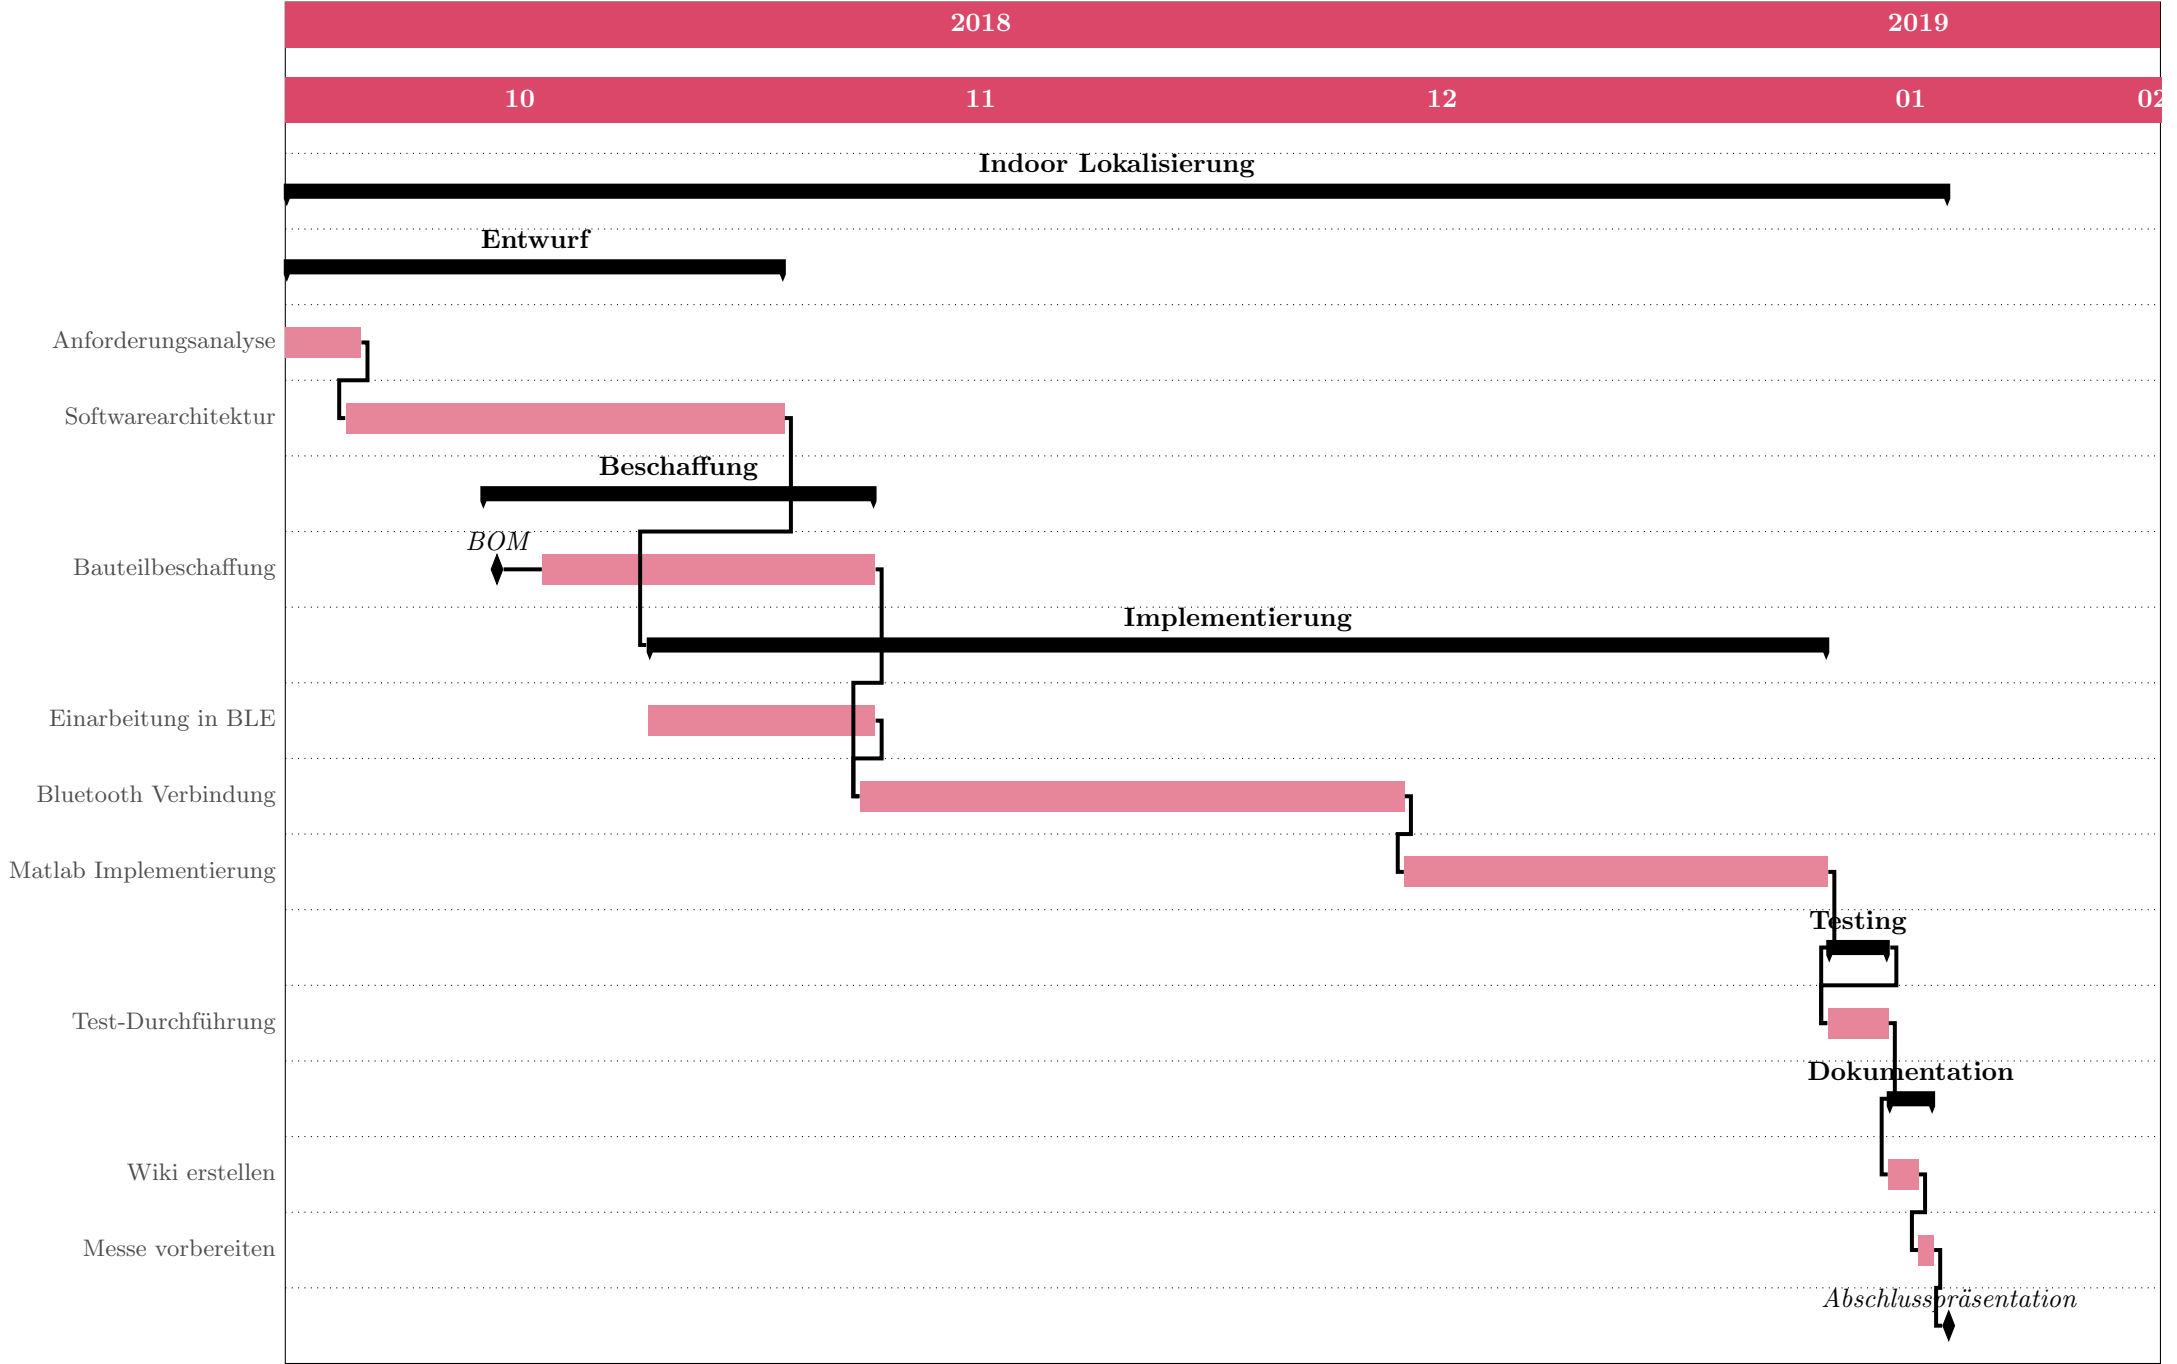 2018 2019
10 11 12 01 02
Indoor Lokalisierung
Entwurf
Anforderungsanalyse
Softwarearchitektur
Beschaffung
BOM
Bauteilbeschaffung
Implementierung
Einarbeitung in BLE
Bluetooth Verbindung
Matlab Implementierung
Testing
Test-Durchführung
Dokumentation
Wiki erstellen
Messe vorbereiten
Abschlusspräsentation